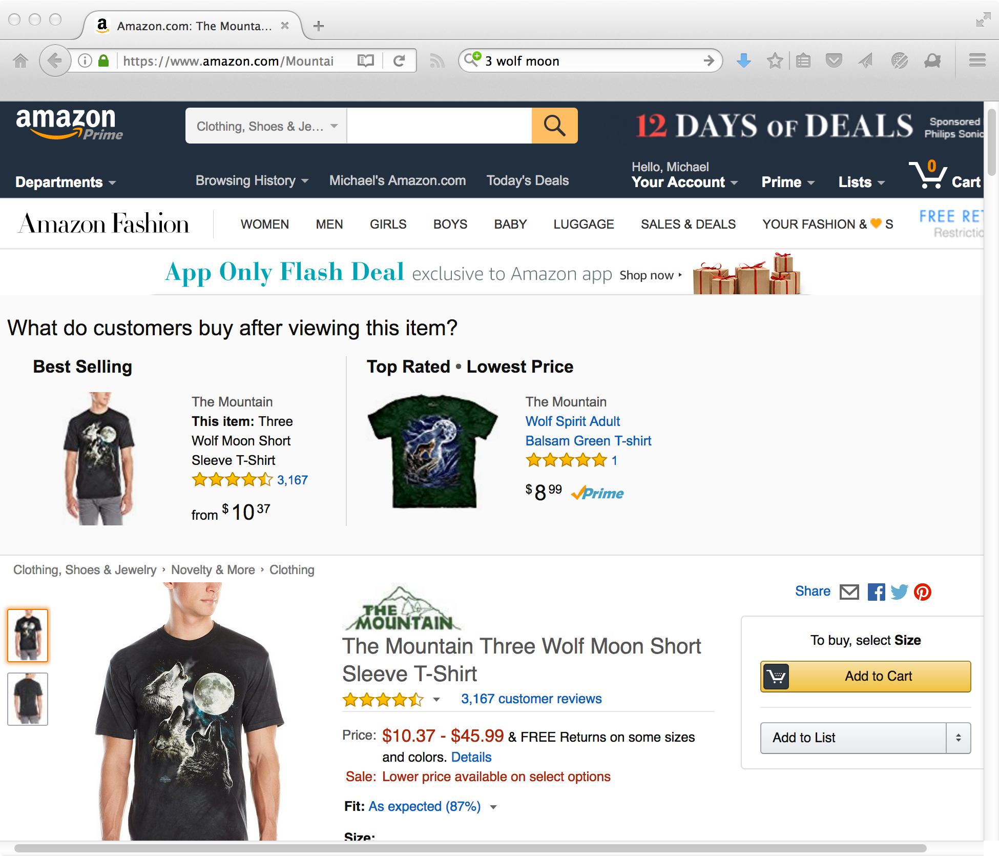 Amazon.com: The Mounta...
https://www.amazon.com/Mountai
3 wolf moon
amazon
Prime
Clothing, Shoes & Je...
12 DAYS OF DEALS
Sponsored
Philips Sonic
Departments
Browsing History
Michael's Amazon.com
Today's Deals
Hello, Michael
Your Account
Prime
Lists
0
Cart
Amazon Fashion
WOMEN
MEN
GIRLS
BOYS
BABY
LUGGAGE
SALES & DEALS
YOUR FASHION & 🧡 S
FREE RET
Restrictio
App Only Flash Deal exclusive to Amazon app Shop now ▸
What do customers buy after viewing this item?
Best Selling
The Mountain
This item: Three
Wolf Moon Short
Sleeve T-Shirt
3,167
from $10 37
Top Rated • Lowest Price
The Mountain
Wolf Spirit Adult
Balsam Green T-shirt
1
$8 99 Prime
Clothing, Shoes & Jewelry › Novelty & More › Clothing
THE
MOUNTAIN
The Mountain Three Wolf Moon Short
Sleeve T-Shirt
3,167 customer reviews
Price: $10.37 - $45.99 & FREE Returns on some sizes
and colors. Details
Sale: Lower price available on select options
Fit: As expected (87%)
Size:
Share
To buy, select Size
Add to Cart
Add to List